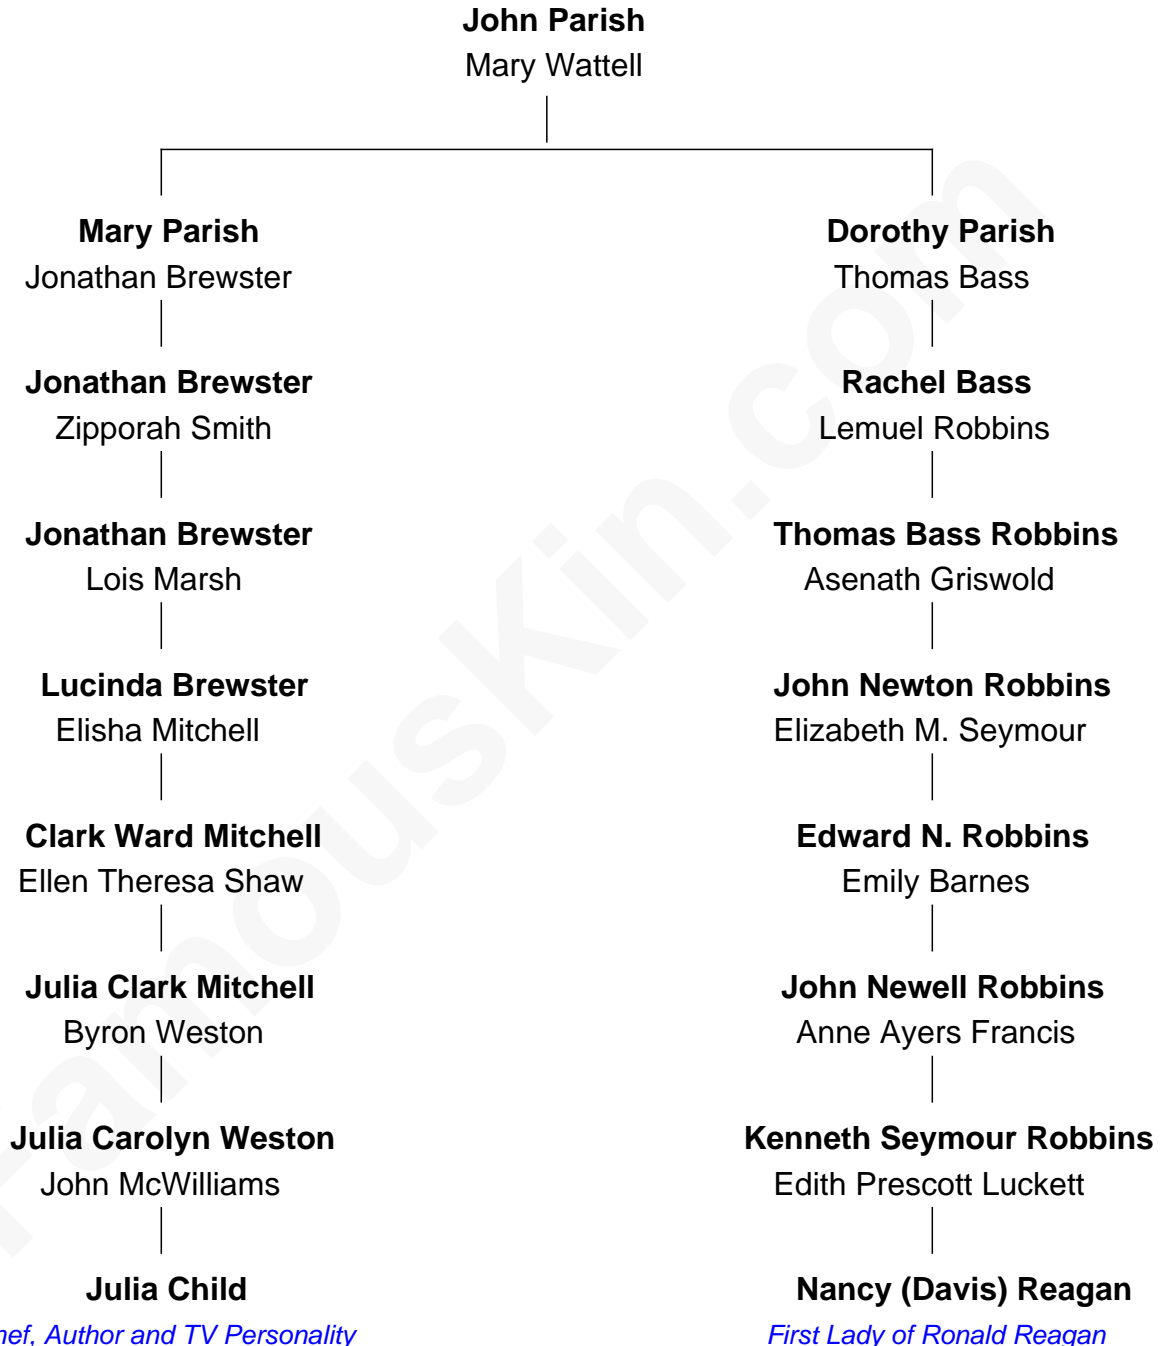 John Parish
Mary Wattell
Mary Parish
Jonathan Brewster
Jonathan Brewster
Zipporah Smith
Jonathan Brewster
Lois Marsh
Lucinda Brewster
Elisha Mitchell
Clark Ward Mitchell
Ellen Theresa Shaw
Julia Clark Mitchell
Byron Weston
Julia Carolyn Weston
John McWilliams
Julia Child
Author and TV Personality
Dorothy Parish
Thomas Bass
Rachel Bass
Lemuel Robbins
Thomas Bass Robbins
Asenath Griswold
John Newton Robbins
Elizabeth M. Seymour
Edward N. Robbins
Emily Barnes
John Newell Robbins
Anne Ayers Francis
Kenneth Seymour Robbins
Edith Prescott Luckett
Nancy (Davis) Reagan
First Lady of Ronald Reagan
FamousKin.com